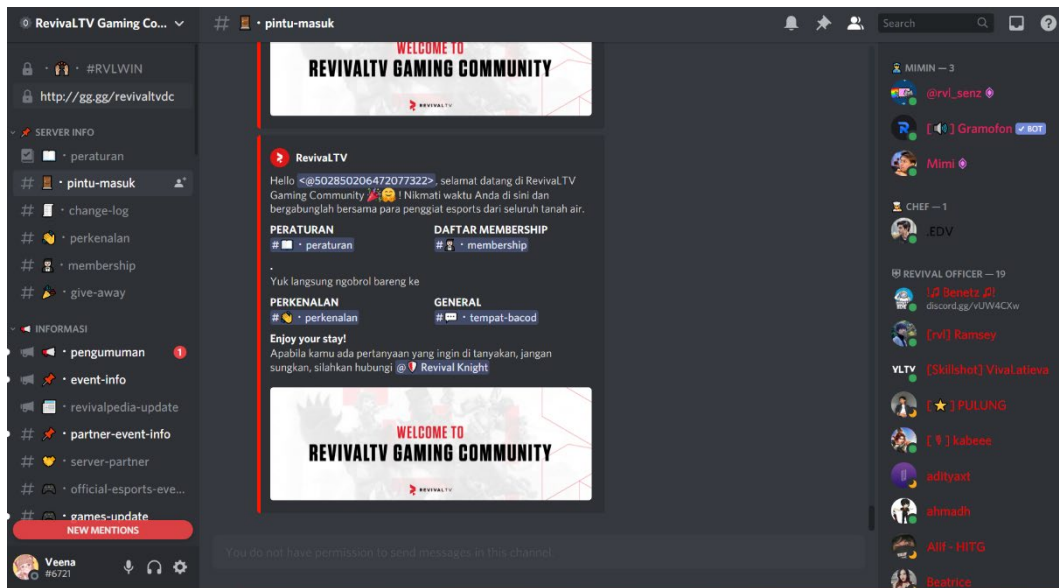 RevivaLTV Gaming Co...
#RVLWIN
http://gg.gg/revivaltvdc
SERVER INFO
peraturan
pintu-masuk
change-log
perkenalan
membership
give-away
INFORMASI
pengumuman
1
event-info
revivalpedia-update
partner-event-info
server-partner
official-esports-eve...
games-update
NEW MENTIONS
Veena
#6721
pintu-masuk
WELCOME TO
REVIVALTV GAMING COMMUNITY
REVIVALTV
RevivaLTV
Hello <@502850206472077322>, selamat datang di RevivaLTV
Gaming Community 🎉🤗 ! Nikmati waktu Anda di sini dan
bergabunglah bersama para penggiat esports dari seluruh tanah air.
PERATURAN DAFTAR MEMBERSHIP
# 📖・peraturan # ・membership
.
Yuk langsung ngobrol bareng ke
PERKENALAN GENERAL
# 👋・perkenalan # 💬・tempat-bacod
Enjoy your stay!
Apabila kamu ada pertanyaan yang ingin di tanyakan, jangan
sungkan, silahkan hubungi @ Revival Knight
WELCOME TO
REVIVALTV GAMING COMMUNITY
REVIVALTV
You do not have permission to send messages in this channel.
Search
MIMIN — 3
@rvl_senz
[🔊] Gramofon BOT
Mimi
CHEF — 1
.EDV
REVIVAL OFFICER — 19
!♫ Benetz ♫!
discord.gg/vUW4CXw
[rvl] Ramsey
YLTV
[Skillshot] VivaLatieva
[⭐] PULUNG
[🎙] kabeee
adityaxt
ahmadh
Alif - HITG
Beatrice